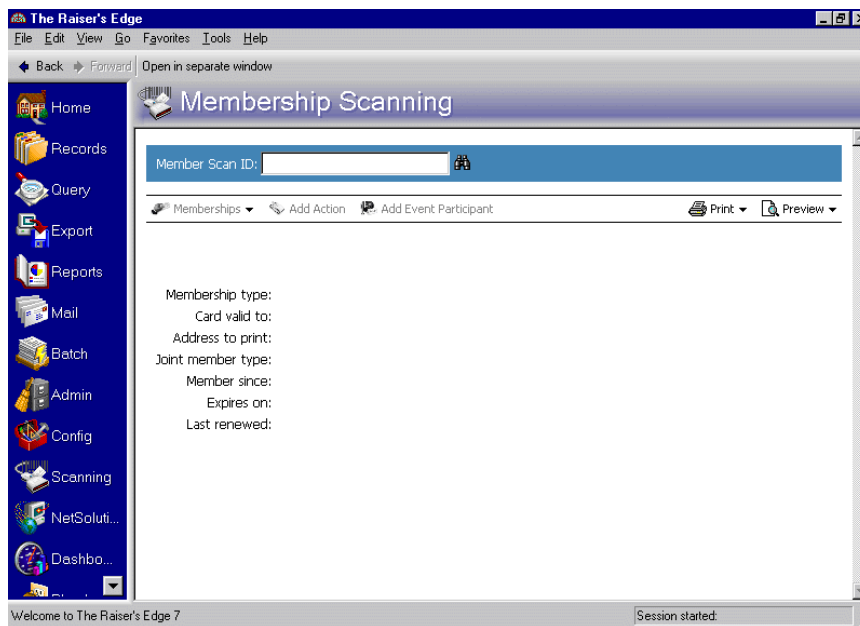 The Raiser's Edge
File Edit View Go Favorites Tools Help
Back Forward Open in separate window
Membership Scanning
Home
Records
Query
Export
Reports
Mail
Batch
Admin
Config
Scanning
NetSoluti...
Dashbo...
Member Scan ID:
Memberships Add Action Add Event Participant Print Preview
Membership type:
Card valid to:
Address to print:
Joint member type:
Member since:
Expires on:
Last renewed:
Welcome to The Raiser's Edge 7 Session started: